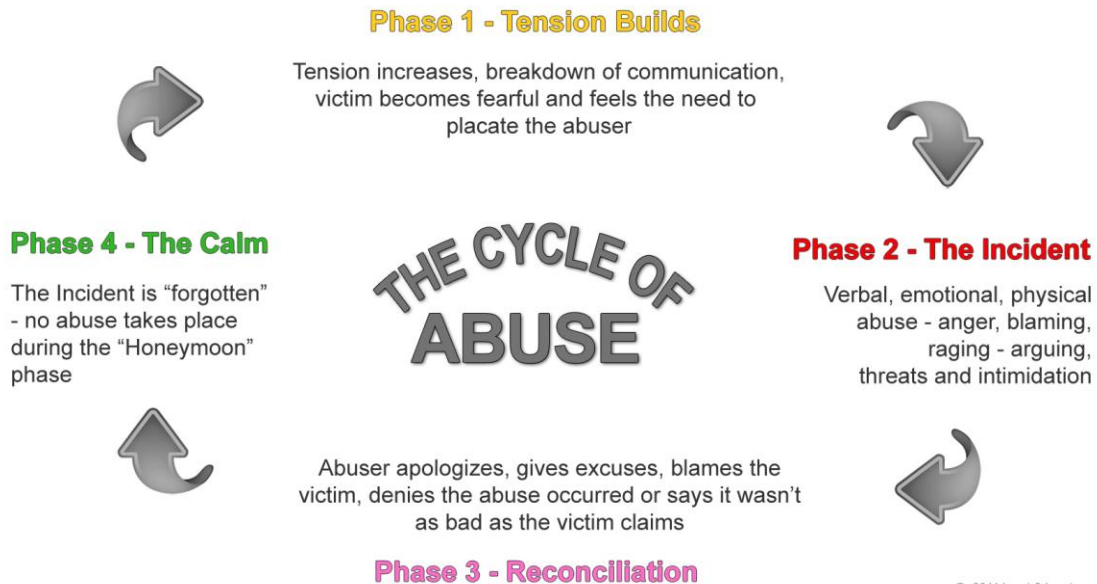 Phase 1 - Tension Builds
Tension increases, breakdown of communication,
victim becomes fearful and feels the need to
placate the abuser
Phase 4 - The Calm
The Incident is “forgotten”
- no abuse takes place
during the “Honeymoon”
phase
THE CYCLE OF
ABUSE
Phase 2 - The Incident
Verbal, emotional, physical
abuse - anger, blaming,
raging - arguing,
threats and intimidation
Abuser apologizes, gives excuses, blames the
victim, denies the abuse occurred or says it wasn’t
as bad as the victim claims
Phase 3 - Reconciliation